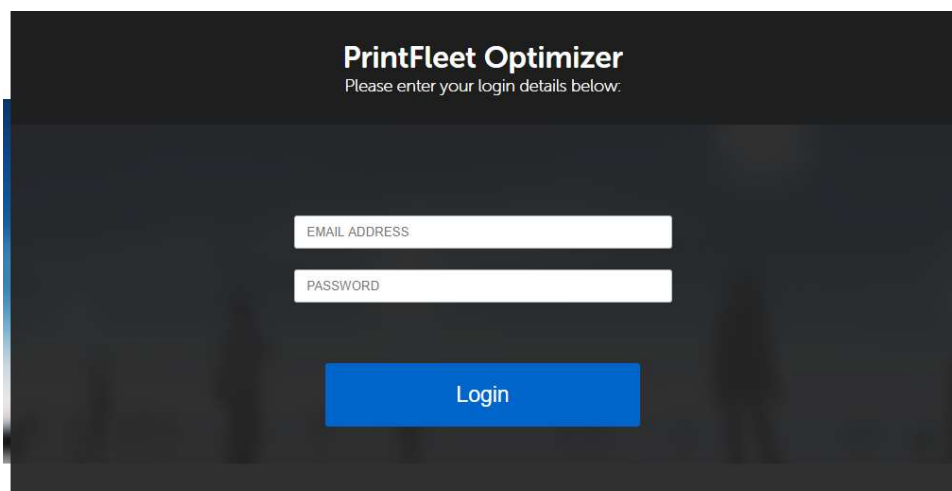 PrintFleet Optimizer
Please enter your login details below:
EMAIL ADDRESS
PASSWORD
Login